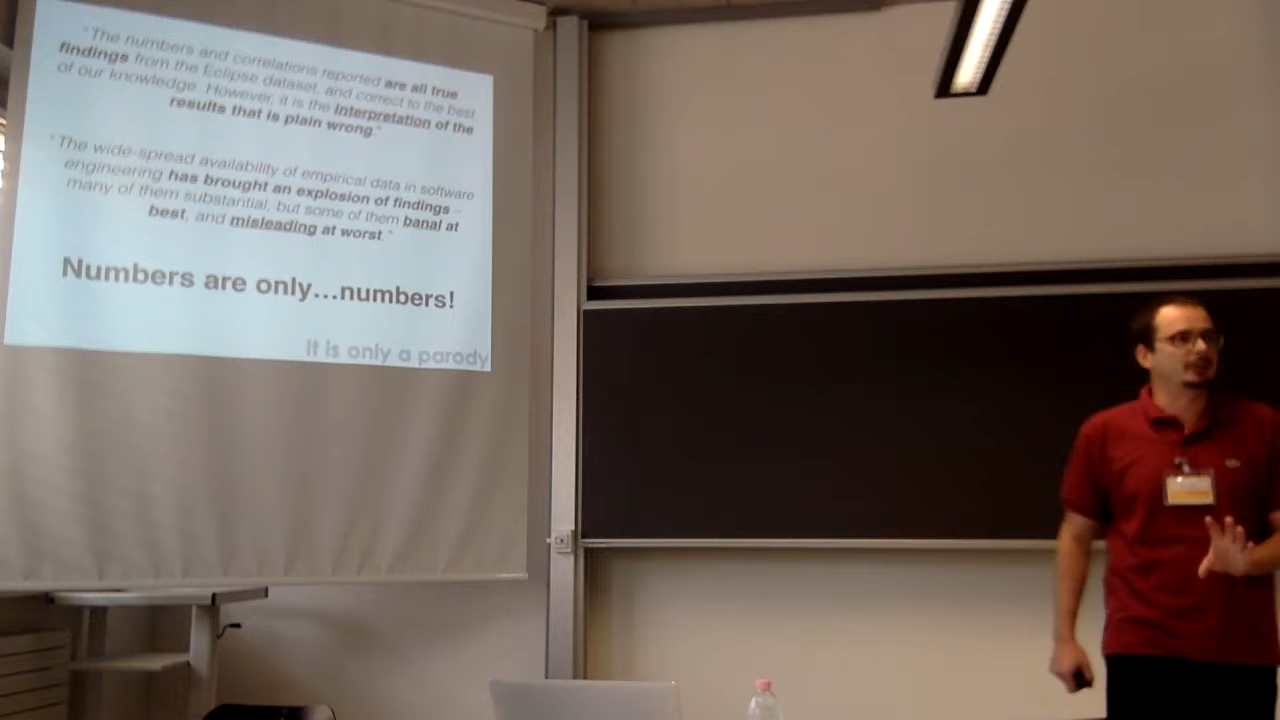 "The numbers and correlations reported are all true
findings from the Eclipse dataset, and correct to the best
of our knowledge. However, it is the interpretation of the
results that is plain wrong."
"The wide-spread availability of empirical data in software
engineering has brought an explosion of findings –
many of them substantial, but some of them banal at
best, and misleading at worst."
Numbers are only...numbers!
It is only a parody